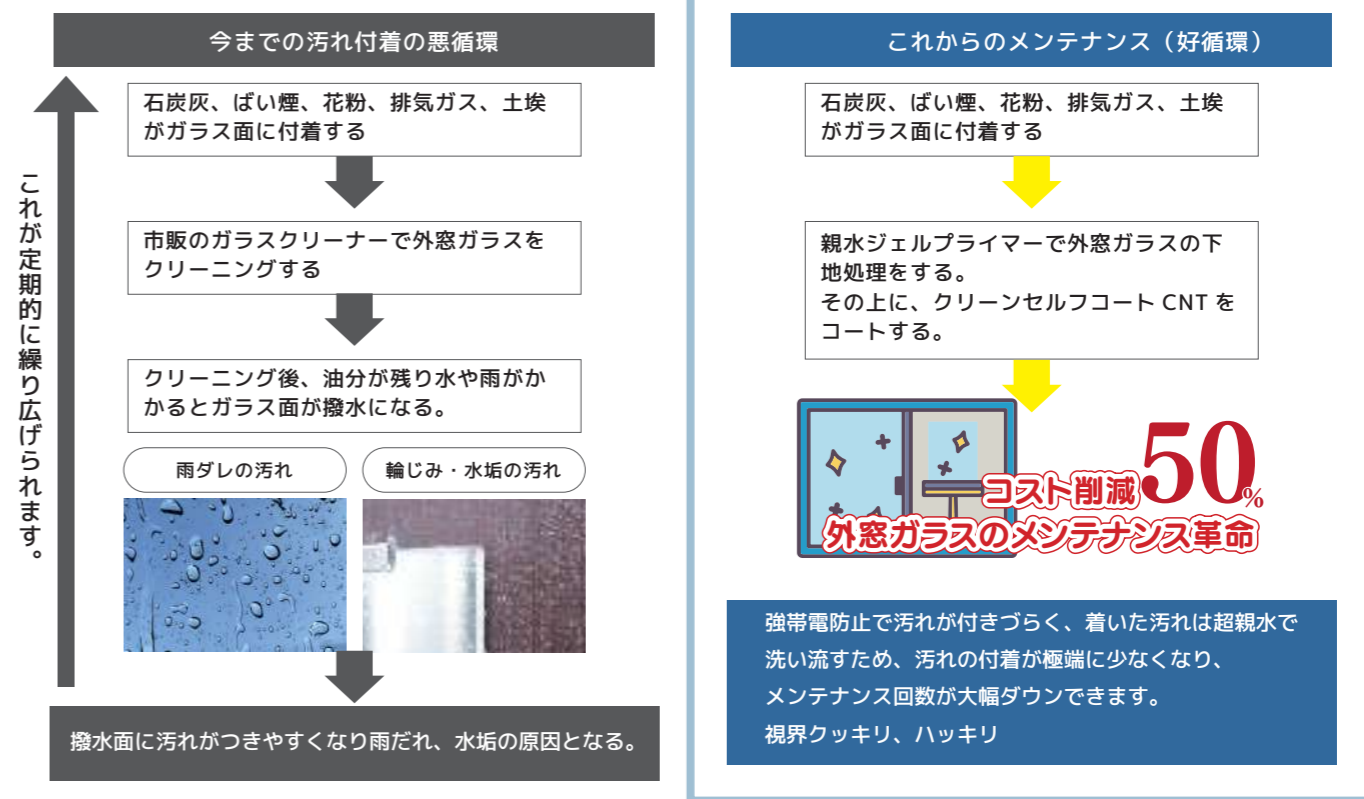 今までの汚れ付着の悪循環
石炭灰、ばい煙、花粉、排気ガス、土埃
がガラス面に付着する
市販のガラスクリーナーで外窓ガラスを
クリーニングする
クリーニング後、油分が残り水や雨がか
かるとガラス面が撥水になる。
雨ダレの汚れ
輪じみ・水垢の汚れ
撥水面に汚れがつきやすくなり雨だれ、水垢の原因となる。
これが定期的に繰り広げられます。
これからのメンテナンス（好循環）
石炭灰、ばい煙、花粉、排気ガス、土埃
がガラス面に付着する
親水ジェルプライマーで外窓ガラスの下
地処理をする。
その上に、クリーンセルフコート CNT を
コートする。
コスト削減50%
外窓ガラスのメンテナンス革命
強帯電防止で汚れが付きづらく、着いた汚れは超親水で
洗い流すため、汚れの付着が極端に少なくなり、
メンテナンス回数が大幅ダウンできます。
視界クッキリ、ハッキリ